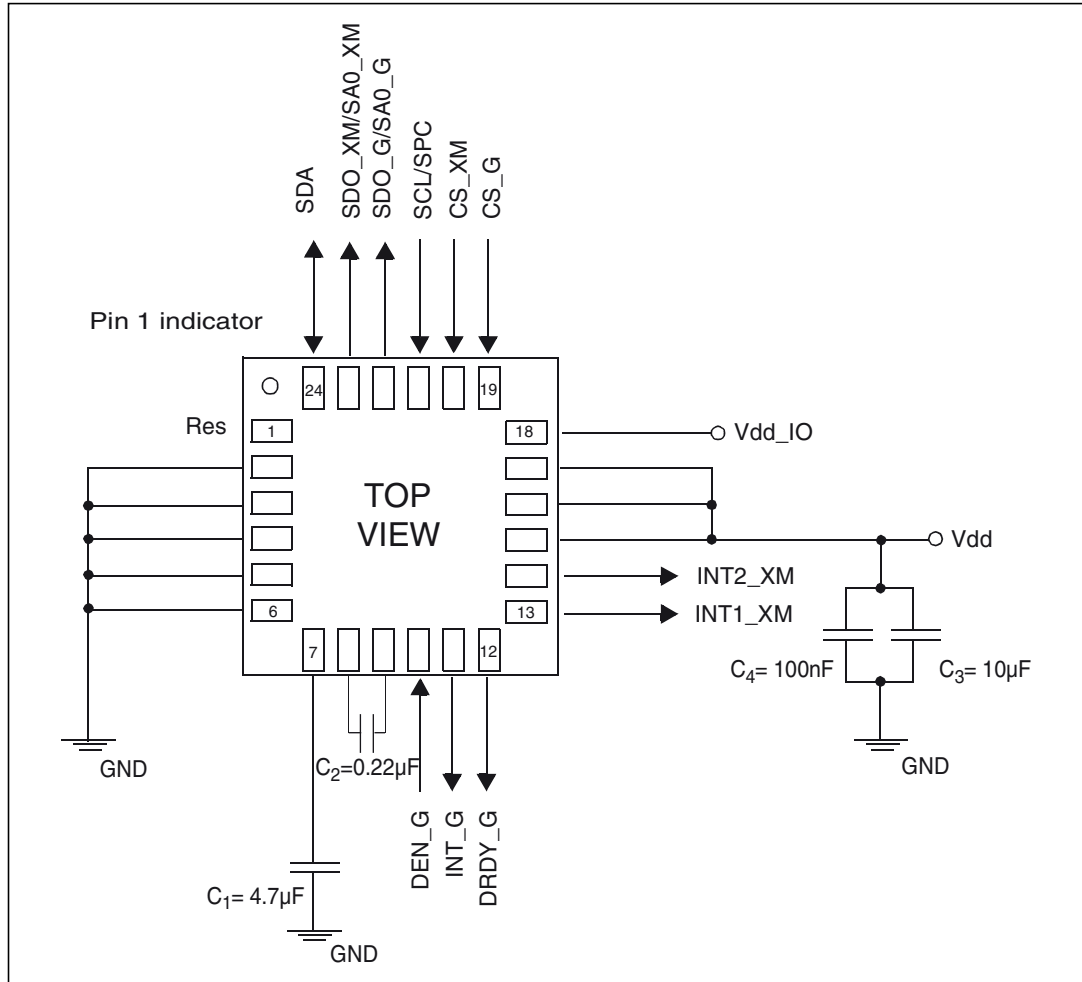 SDA
SDO_XM/SA0_XM
SDO_G/SA0_G
SCL/SPC
CS_XM
CS_G
Pin 1 indicator
24
19
Res
1
18
Vdd_IO
TOP
VIEW
Vdd
INT2_XM
6
13
INT1_XM
7
12
C4= 100nF
C3= 10µF
GND
C2=0.22µF
GND
DEN_G
INT_G
DRDY_G
C1= 4.7µF
GND